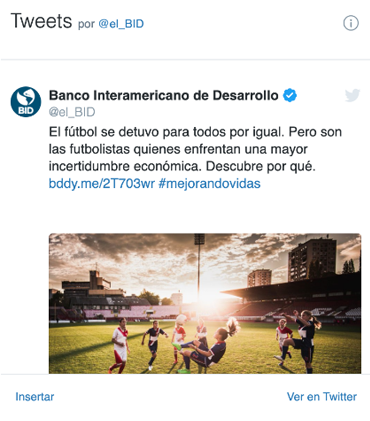 Tweets por @el_BID
Banco Interamericano de Desarrollo
BID
@el_BID
El fútbol se detuvo para todos por igual. Pero son
las futbolistas quienes enfrentan una mayor
incertidumbre económica. Descubre por qué.
bddy.me/2T703wr #mejorandovidas
Insertar
Ver en Twitter